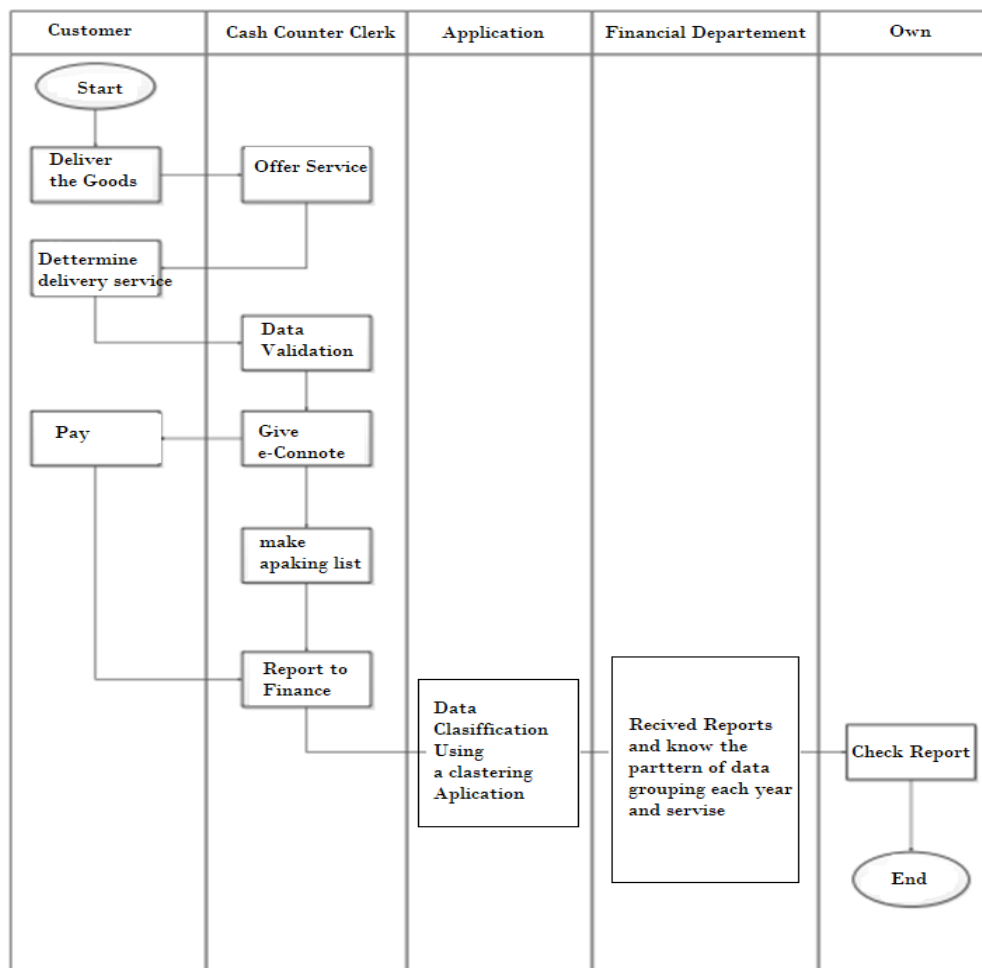 Customer
Cash Counter Clerk
Application
Financial Departement
Own
Start
Deliver
the Goods
Offer Service
Dettermine
delivery service
Data
Validation
Pay
Give
e-Connote
make
apaking list
Report to
Finance
Data
Clasiffication
Using
a clastering
Aplication
Recived Reports
and know the
parttern of data
grouping each year
and servise
Check Report
End